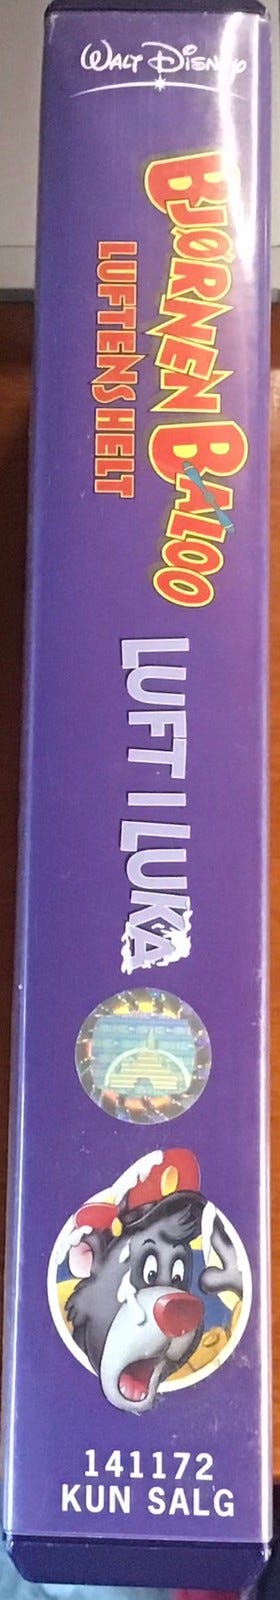 WALT DISNEY
BJØRNEN BALOO
LUFTENS HELT
LUFT I LUKA
141172
KUN SALG